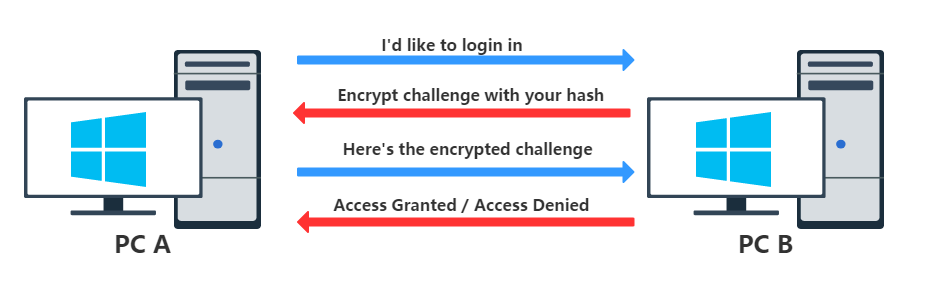 I'd like to login in
Encrypt challenge with your hash
Here's the encrypted challenge
Access Granted / Access Denied
PC A
PC B